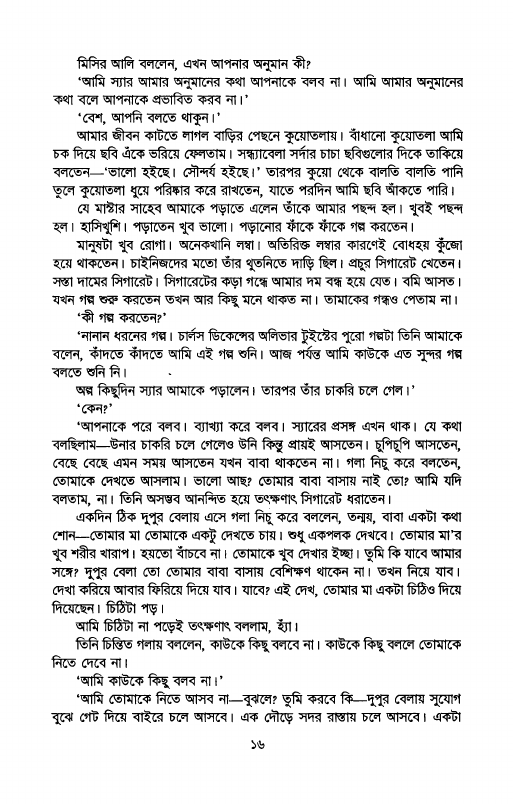 মিসির আলি বললেন, এখন আপনার অনুমান কী?
‘আমি স্যার আমার অনুমানের কথা আপনাকে বলব না। আমি আমার অনুমানের
কথা বলে আপনাকে প্রভাবিত করব না।’
‘বেশ, আপনি বলতে থাকুন।’
আমার জীবন কাটতে লাগল বাড়ির পেছনে কুয়োতলায়। বাঁধানো কুয়োতলা আমি
চক দিয়ে ছবি এঁকে ভরিয়ে ফেলতাম। সন্ধ্যাবেলা সর্দার চাচা ছবিগুলোর দিকে তাকিয়ে
বলতেন—‘ভালো হইছে। সৌন্দর্য হইছে।’ তারপর কুয়ো থেকে বালতি বালতি পানি
তুলে কুয়োতলা ধুয়ে পরিষ্কার করে রাখতেন, যাতে পরদিন আমি ছবি আঁকতে পারি।
যে মাস্টার সাহেব আমাকে পড়াতে এলেন তাঁকে আমার পছন্দ হল। খুবই পছন্দ
হল। হাসিখুশি। পড়াতেন খুব ভালো। পড়ানোর ফাঁকে ফাঁকে গল্প করতেন।
মানুষটা খুব রোগা। অনেকখানি লম্বা। অতিরিক্ত লম্বার কারণেই বোধহয় কুঁজো
হয়ে থাকতেন। চাইনিজদের মতো তাঁর থুতনিতে দাড়ি ছিল। প্রচুর সিগারেট খেতেন।
সস্তা দামের সিগারেট। সিগারেটের কড়া গন্ধে আমার দম বন্ধ হয়ে যেত। বমি আসত।
যখন গল্প শুরু করতেন তখন আর কিছু মনে থাকত না। তামাকের গন্ধও পেতাম না।
‘কী গল্প করতেন?’
‘নানান ধরনের গল্প। চার্লস ডিকেন্সের অলিভার টুইস্টের পুরো গল্পটা তিনি আমাকে
বলেন, কাঁদতে কাঁদতে আমি এই গল্প শুনি। আজ পর্যন্ত আমি কাউকে এত সুন্দর গল্প
বলতে শুনি নি।
অল্প কিছুদিন স্যার আমাকে পড়ালেন। তারপর তাঁর চাকরি চলে গেল।’
‘কেন?’
‘আপনাকে পরে বলব। ব্যাখ্যা করে বলব। স্যারের প্রসঙ্গ এখন থাক। যে কথা
বলছিলাম—উনার চাকরি চলে গেলেও উনি কিন্তু প্রায়ই আসতেন। চুপিচুপি আসতেন,
বেছে বেছে এমন সময় আসতেন যখন বাবা থাকতেন না। গলা নিচু করে বলতেন,
তোমাকে দেখতে আসলাম। ভালো আছ? তোমার বাবা বাসায় নাই তো? আমি যদি
বলতাম, না। তিনি অসম্ভব আনন্দিত হয়ে তৎক্ষণাৎ সিগারেট ধরাতেন।
একদিন ঠিক দুপুর বেলায় এসে গলা নিচু করে বললেন, তন্ময়, বাবা একটা কথা
শোন—তোমার মা তোমাকে একটু দেখতে চায়। শুধু একপলক দেখবে। তোমার মা’র
খুব শরীর খারাপ। হয়তো বাঁচবে না। তোমাকে খুব দেখার ইচ্ছা। তুমি কি যাবে আমার
সঙ্গে? দুপুর বেলা তো তোমার বাবা বাসায় বেশিক্ষণ থাকেন না। তখন নিয়ে যাব।
দেখা করিয়ে আবার ফিরিয়ে দিয়ে যাব। যাবে? এই দেখ, তোমার মা একটা চিঠিও দিয়ে
দিয়েছেন। চিঠিটা পড়।
আমি চিঠিটা না পড়েই তৎক্ষণাৎ বললাম, হ্যাঁ।
তিনি চিন্তিত গলায় বললেন, কাউকে কিছু বলবে না। কাউকে কিছু বললে তোমাকে
নিতে দেবে না।
‘আমি কাউকে কিছু বলব না।’
‘আমি তোমাকে নিতে আসব না—বুঝলে? তুমি করবে কি—দুপুর বেলায় সুযোগ
বুঝে গেট দিয়ে বাইরে চলে আসবে। এক দৌড়ে সদর রাস্তায় চলে আসবে। একটা
১৬